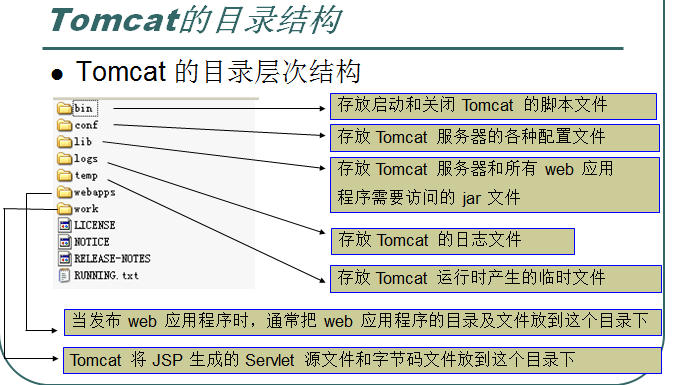 Tomcat的目录结构
● Tomcat 的目录层次结构
bin
conf
lib
logs
temp
webapps
work
LICENSE
NOTICE
RELEASE-NOTES
RUNNING.txt
存放启动和关闭 Tomcat 的脚本文件
存放 Tomcat 服务器的各种配置文件
存放 Tomcat 服务器和所有 web 应用
程序需要访问的 jar 文件
存放 Tomcat 的日志文件
存放 Tomcat 运行时产生的临时文件
当发布 web 应用程序时，通常把 web 应用程序的目录及文件放到这个目录下
Tomcat 将 JSP 生成的 Servlet 源文件和字节码文件放到这个目录下